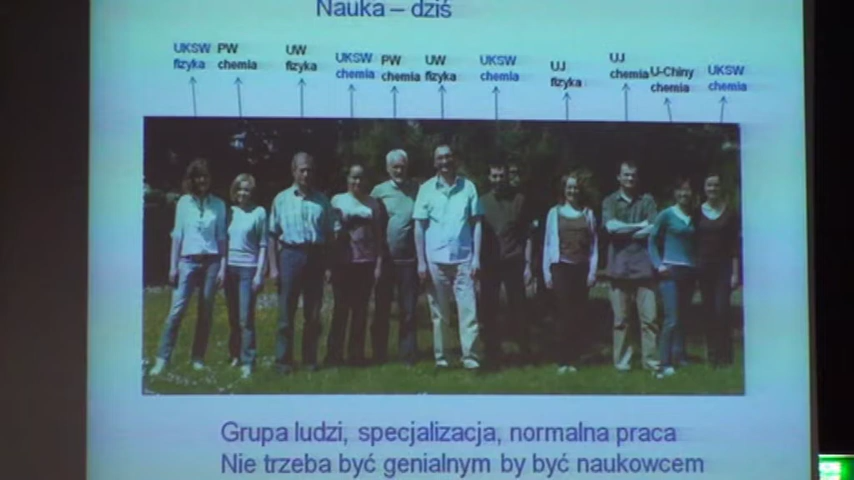 Nauka – dziś
UKSW PW UW UKSW PW UW UKSW UJ UJ U-Chiny UKSW
fizyka chemia fizyka chemia chemia fizyka chemia fizyka chemia chemia chemia
Grupa ludzi, specjalizacja, normalna praca
Nie trzeba być genialnym by być naukowcem